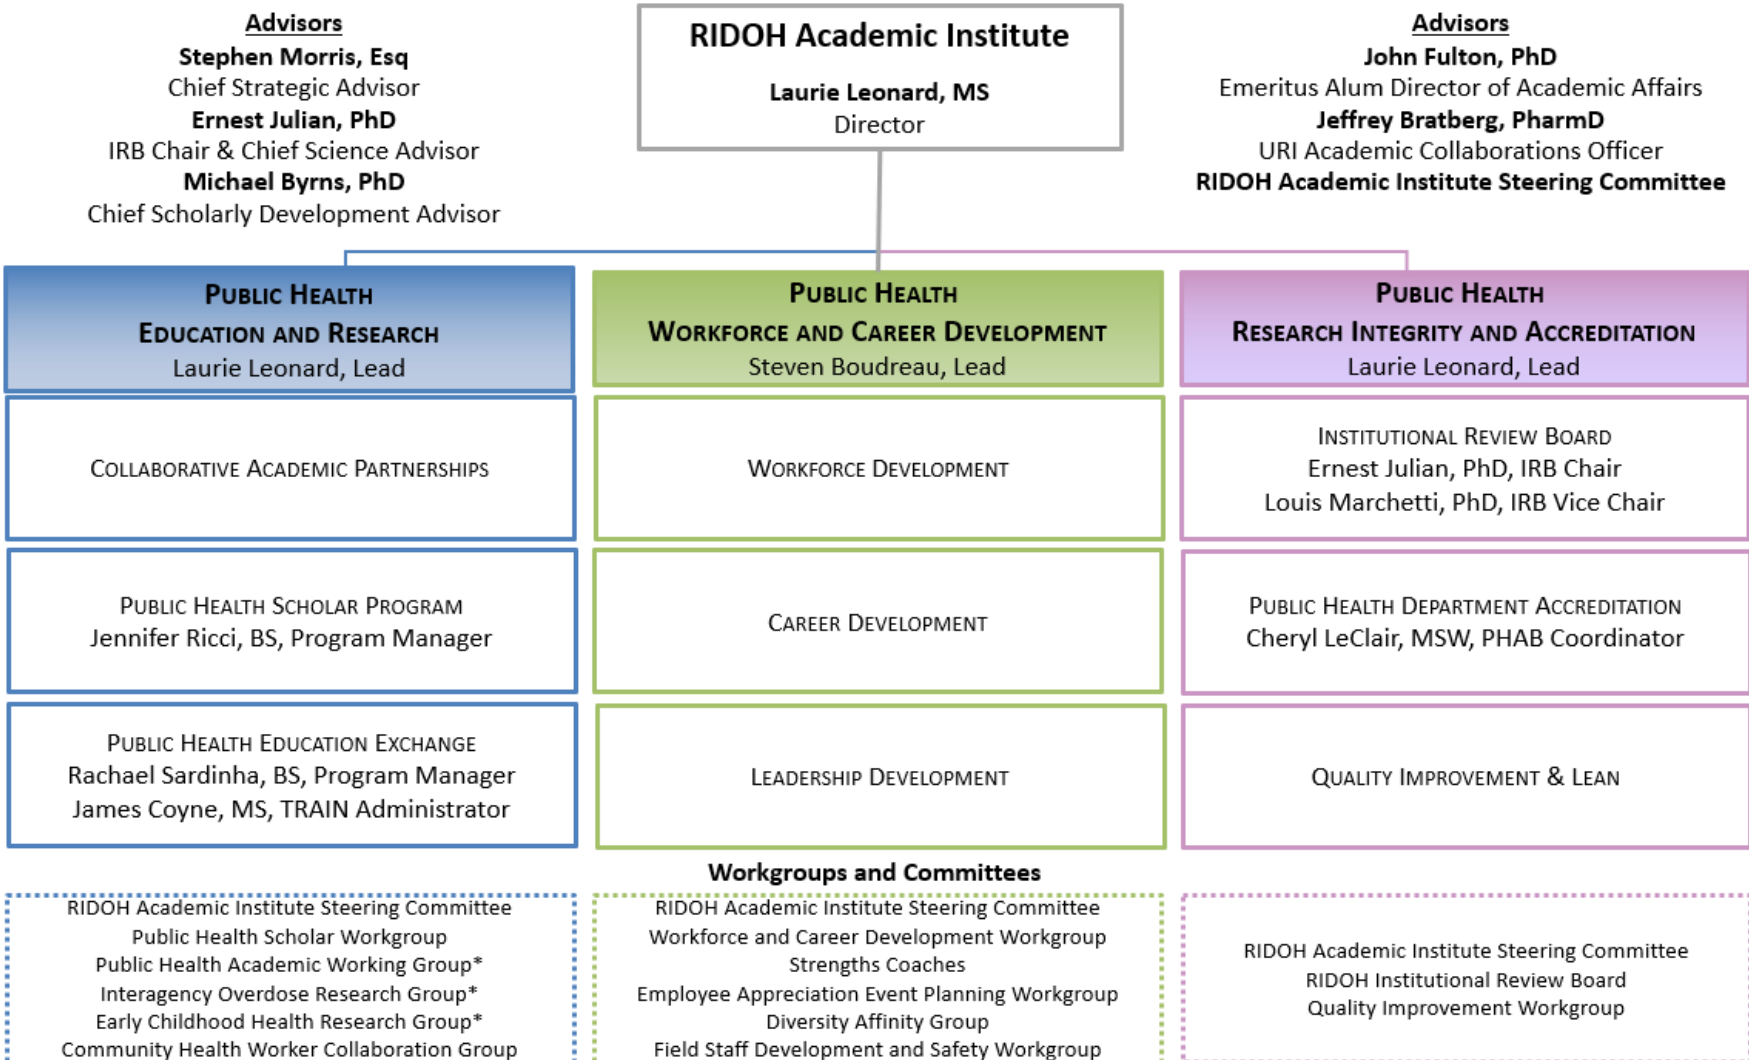 Advisors
Stephen Morris, Esq
Chief Strategic Advisor
Ernest Julian, PhD
IRB Chair & Chief Science Advisor
Michael Byrns, PhD
Chief Scholarly Development Advisor
RIDOH Academic Institute
Laurie Leonard, MS
Director
Advisors
John Fulton, PhD
Emeritus Alum Director of Academic Affairs
Jeffrey Bratberg, PharmD
URI Academic Collaborations Officer
RIDOH Academic Institute Steering Committee
PUBLIC HEALTH
EDUCATION AND RESEARCH
Laurie Leonard, Lead
COLLABORATIVE ACADEMIC PARTNERSHIPS
PUBLIC HEALTH SCHOLAR PROGRAM
Jennifer Ricci, BS, Program Manager
PUBLIC HEALTH EDUCATION EXCHANGE
Rachael Sardinha, BS, Program Manager
James Coyne, MS, TRAIN Administrator
PUBLIC HEALTH
WORKFORCE AND CAREER DEVELOPMENT
Steven Boudreau, Lead
WORKFORCE DEVELOPMENT
CAREER DEVELOPMENT
LEADERSHIP DEVELOPMENT
PUBLIC HEALTH
RESEARCH INTEGRITY AND ACCREDITATION
Laurie Leonard, Lead
INSTITUTIONAL REVIEW BOARD
Ernest Julian, PhD, IRB Chair
Louis Marchetti, PhD, IRB Vice Chair
PUBLIC HEALTH DEPARTMENT ACCREDITATION
Cheryl LeClair, MSW, PHAB Coordinator
QUALITY IMPROVEMENT & LEAN
Workgroups and Committees
RIDOH Academic Institute Steering Committee
Public Health Scholar Workgroup
Public Health Academic Working Group*
Interagency Overdose Research Group*
Early Childhood Health Research Group*
Community Health Worker Collaboration Group
RIDOH Academic Institute Steering Committee
Workforce and Career Development Workgroup
Strengths Coaches
Employee Appreciation Event Planning Workgroup
Diversity Affinity Group
Field Staff Development and Safety Workgroup
RIDOH Academic Institute Steering Committee
RIDOH Institutional Review Board
Quality Improvement Workgroup